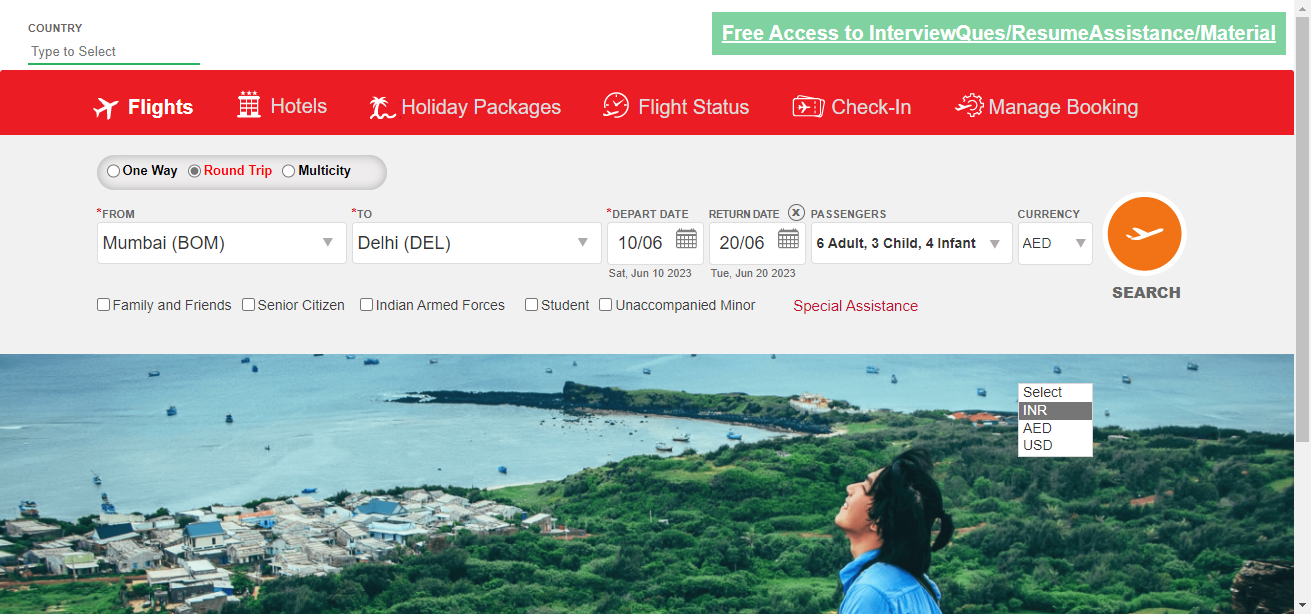 COUNTRY
Type to Select
Free Access to InterviewQues/ResumeAssistance/Material
Flights
Hotels
Holiday Packages
Flight Status
Check-In
Manage Booking
One Way
Round Trip
Multicity
*FROM
*TO
*DEPART DATE
RETURN DATE
PASSENGERS
CURRENCY
Mumbai (BOM)
Delhi (DEL)
10/06
20/06
6 Adult, 3 Child, 4 Infant
AED
Sat, Jun 10 2023
Tue, Jun 20 2023
SEARCH
Family and Friends
Senior Citizen
Indian Armed Forces
Student
Unaccompanied Minor
Special Assistance
Select
INR
AED
USD